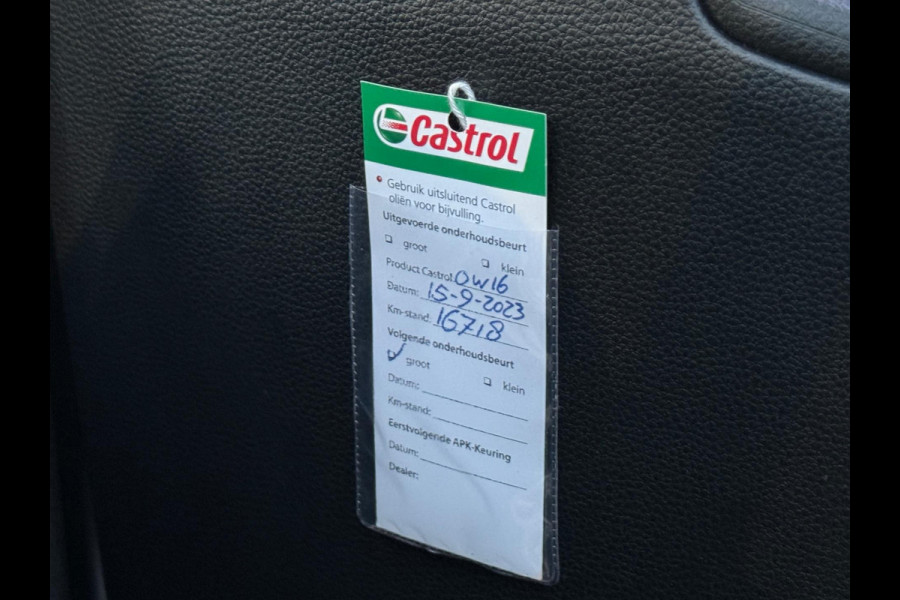 Castrol
Gebruik uitsluitend Castrol
oliën voor bijvulling.
Uitgevoerde onderhoudsbeurt
groot
klein
Product Castrol: 0W16
Datum: 15-9-2023
Km-stand: 16718
Volgende onderhoudsbeurt
groot
klein
Datum:
Km-stand:
Eerstvolgende APK-Keuring
Datum:
Dealer: